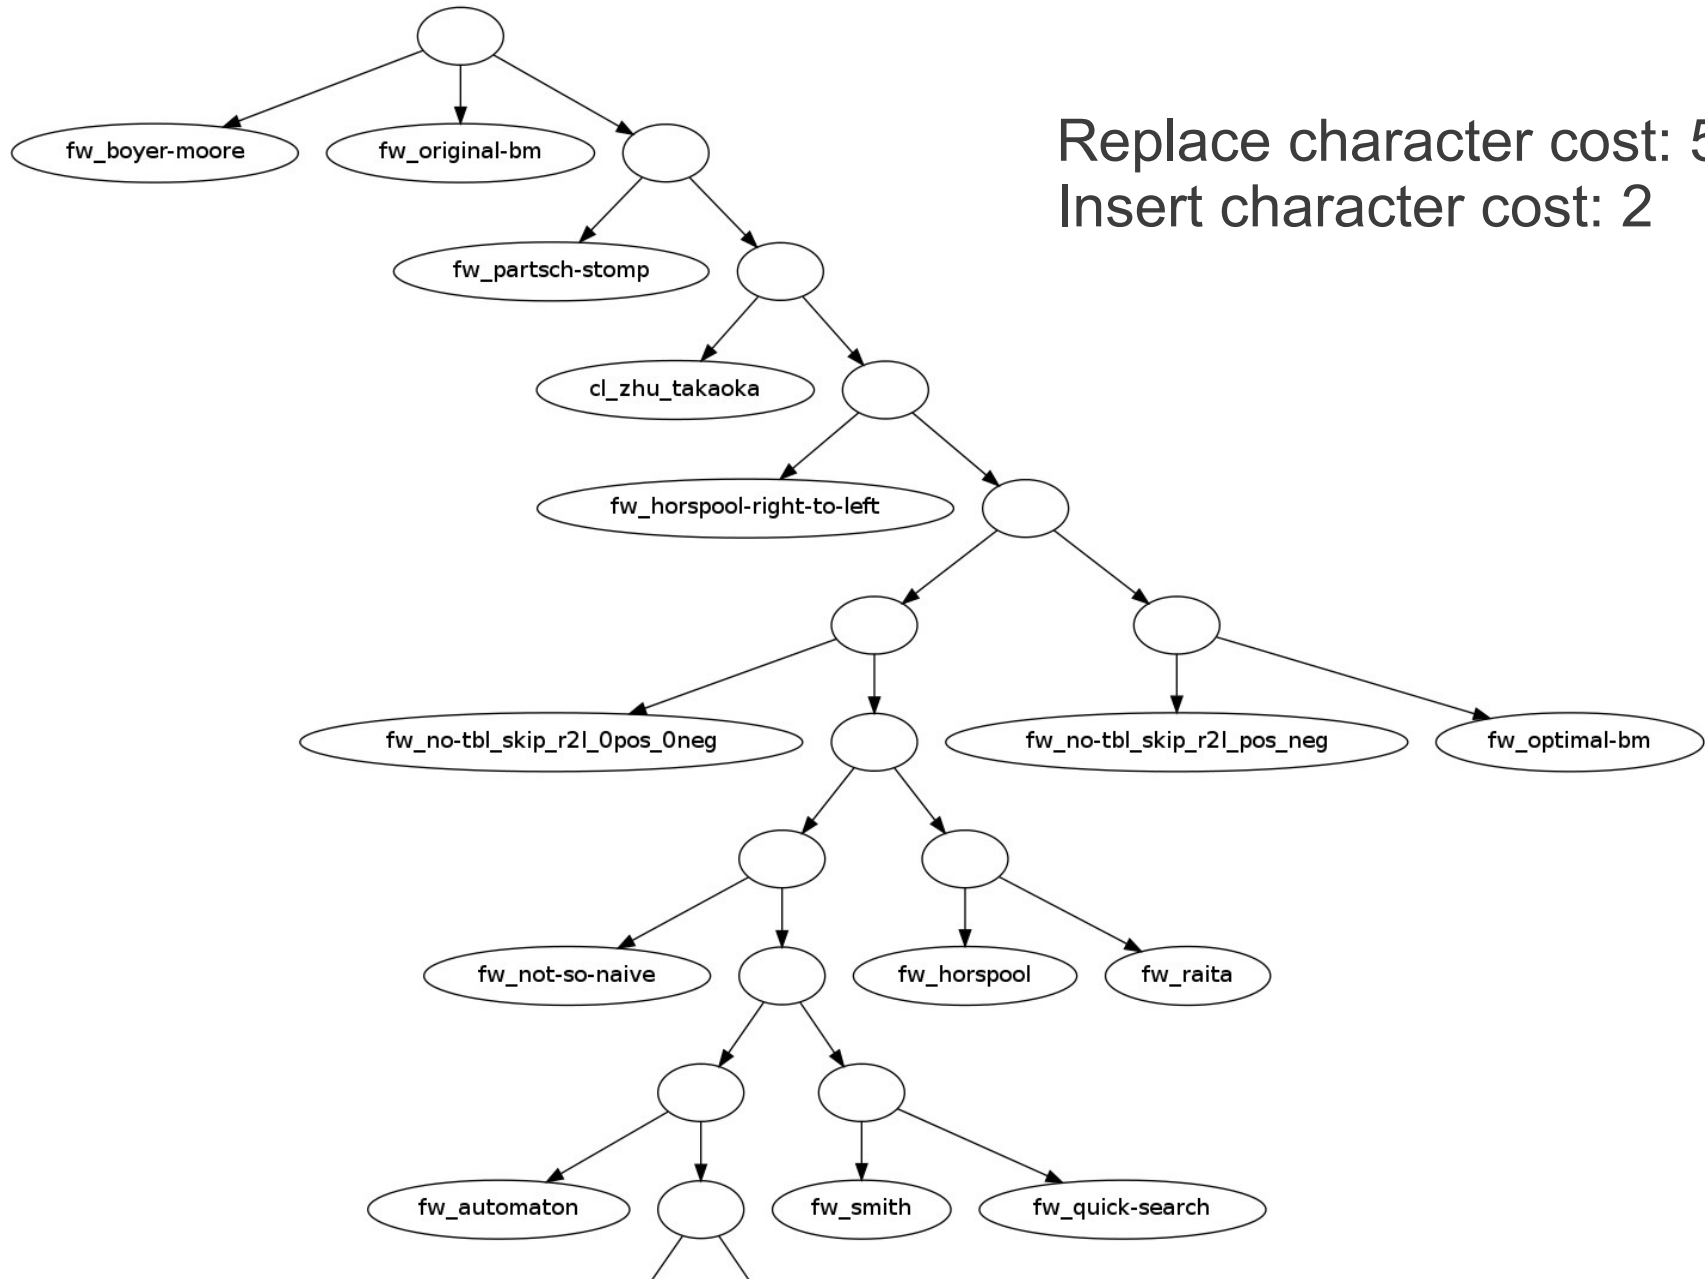 fw_boyer-moore
fw_original-bm
Replace character cost: 5
Insert character cost: 2
fw_partsch-stomp
cl_zhu_takaoka
fw_horspool-right-to-left
fw_no-tbl_skip_r2l_0pos_0neg
fw_no-tbl_skip_r2l_pos_neg
fw_optimal-bm
fw_not-so-naive
fw_horspool
fw_raita
fw_automaton
fw_smith
fw_quick-search